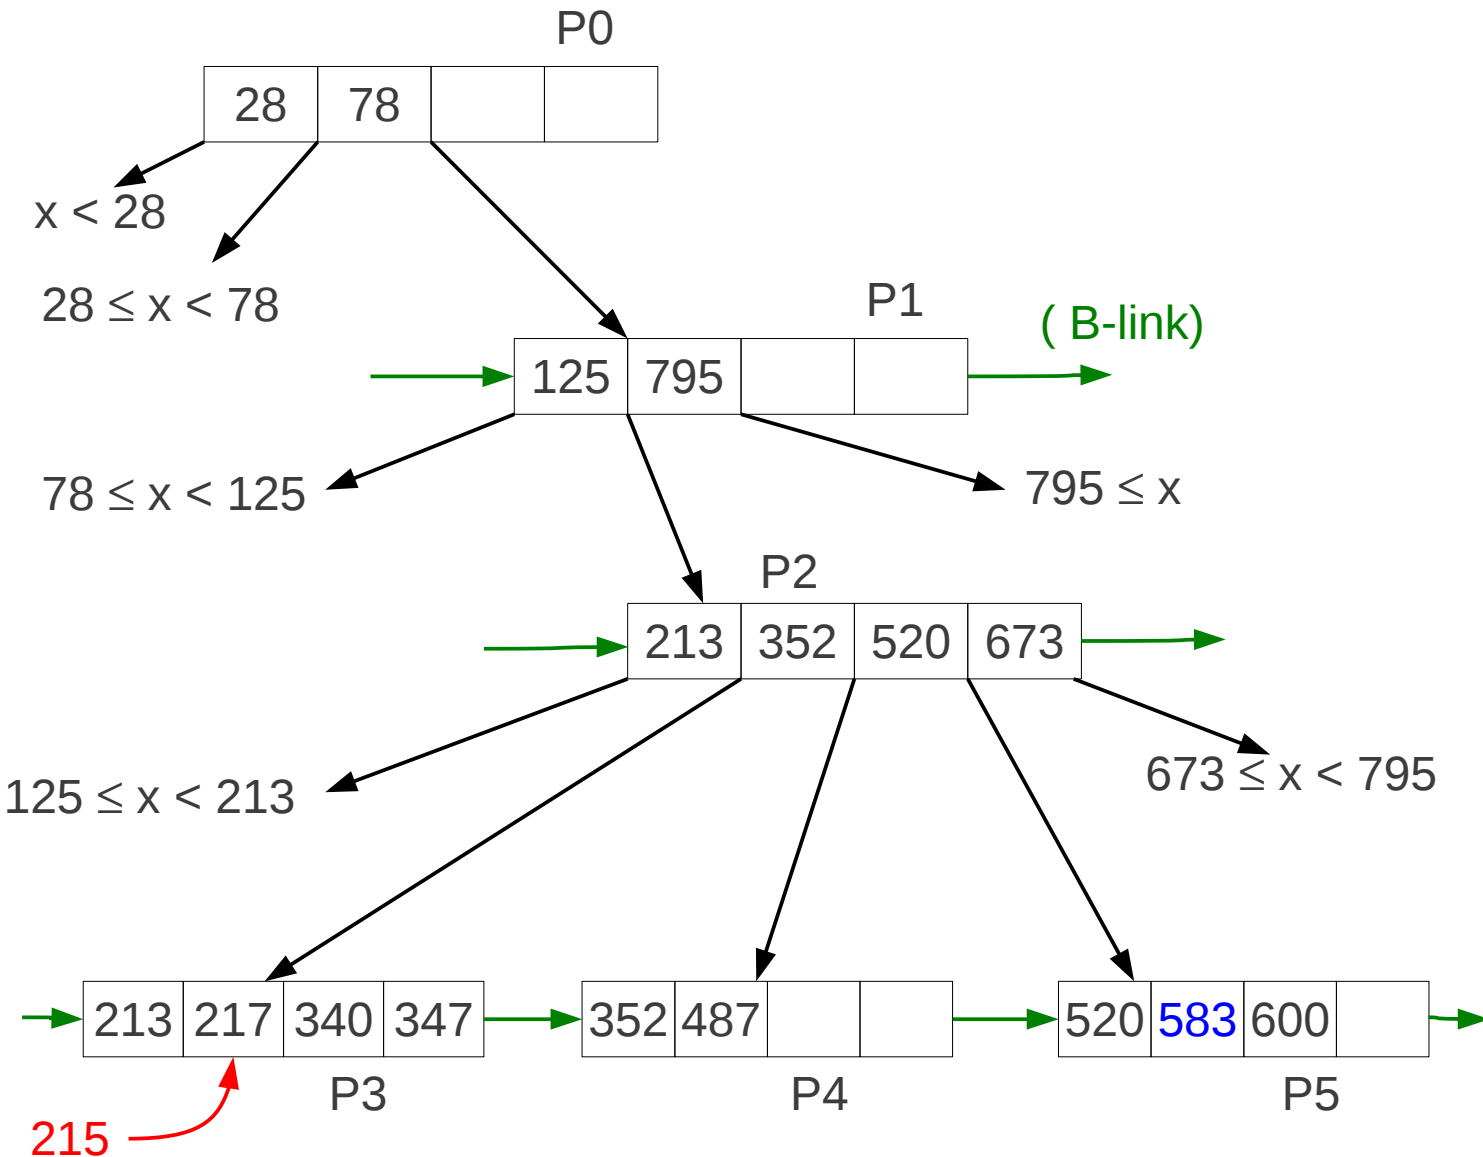 P0
28 78
x < 28
28 ≤ x < 78
P1
( B-link)
125 795
78 ≤ x < 125
795 ≤ x
P2
213 352 520 673
125 ≤ x < 213
673 ≤ x < 795
213 217 340 347 352 487 520 583 600
P3 P4 P5
215